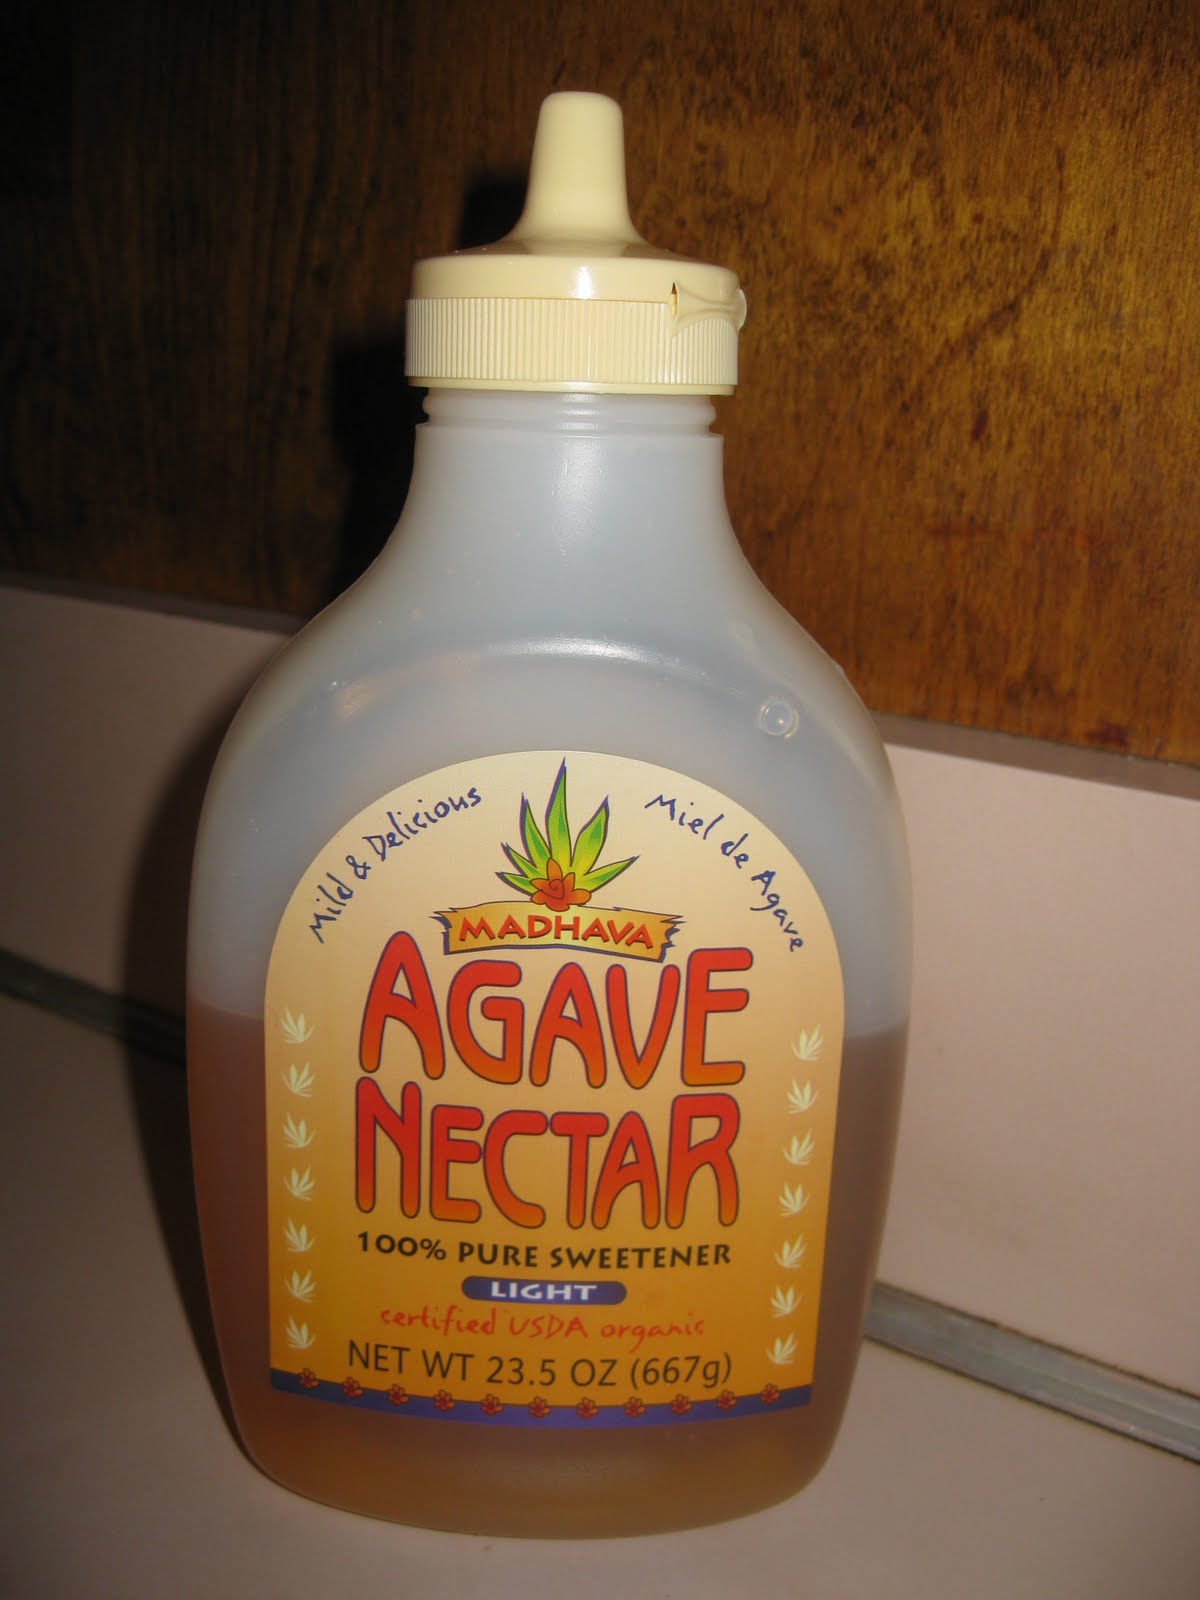 Mild & Delicious
Miel de Agave
MADHAVA
AGAVE
NECTAR
100% PURE SWEETENER
LIGHT
certified USDA organic
NET WT 23.5 OZ (667g)